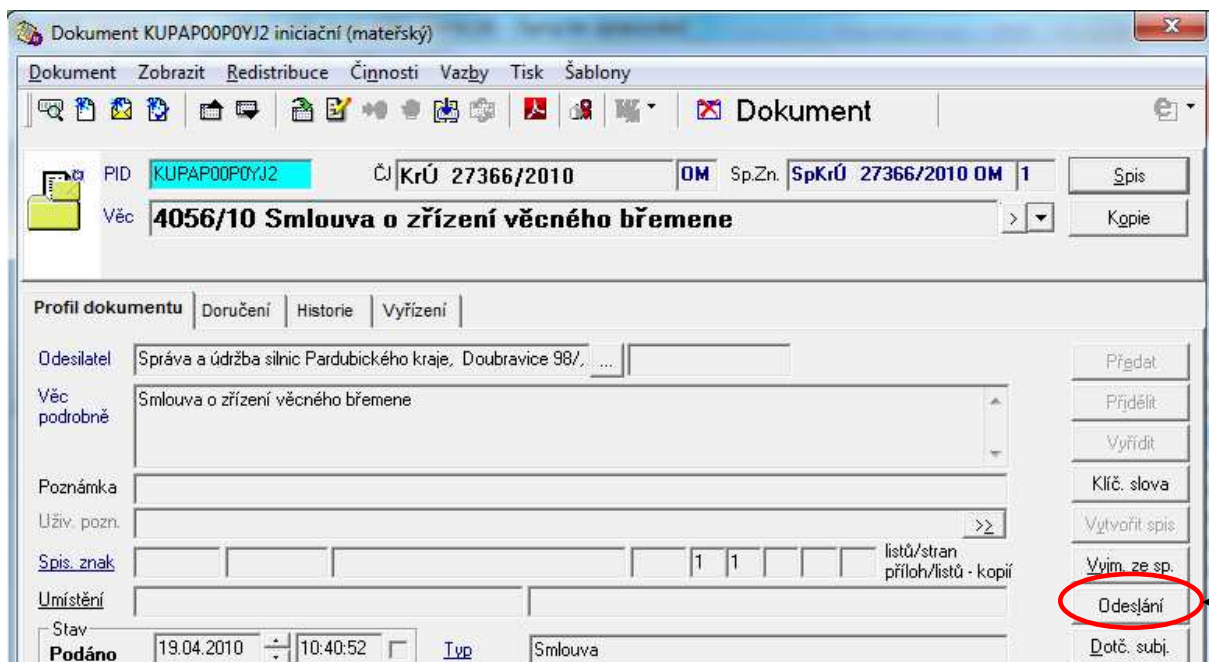 Dokument KUPAP00P0YJ2 iniciační (mateřský)
Dokument Zobrazit Redistribuce Činnosti Vazby Tisk Šablony
Dokument
PID KUPAP00P0YJ2 ČJ KrÚ 27366/2010 OM Sp.Zn. SpKrÚ 27366/2010 OM 1 Spis
Věc 4056/10 Smlouva o zřízení věcného břemene > Kopie
Profil dokumentu Doručení Historie Vyřízení
Odesilatel Správa a údržba silnic Pardubického kraje, Doubravice 98/, ... Předat
Věc podrobně Smlouva o zřízení věcného břemene Přidělit
Vyřídit
Poznámka Klíč. slova
Uživ. pozn. >> Vytvořit spis
Spis. znak 1 1 listů/stran
příloh/listů - kopií Vyjm. ze sp.
Umístění Odeslání
Stav
Podáno 19.04.2010 10:40:52 Typ Smlouva Dotč. subj.